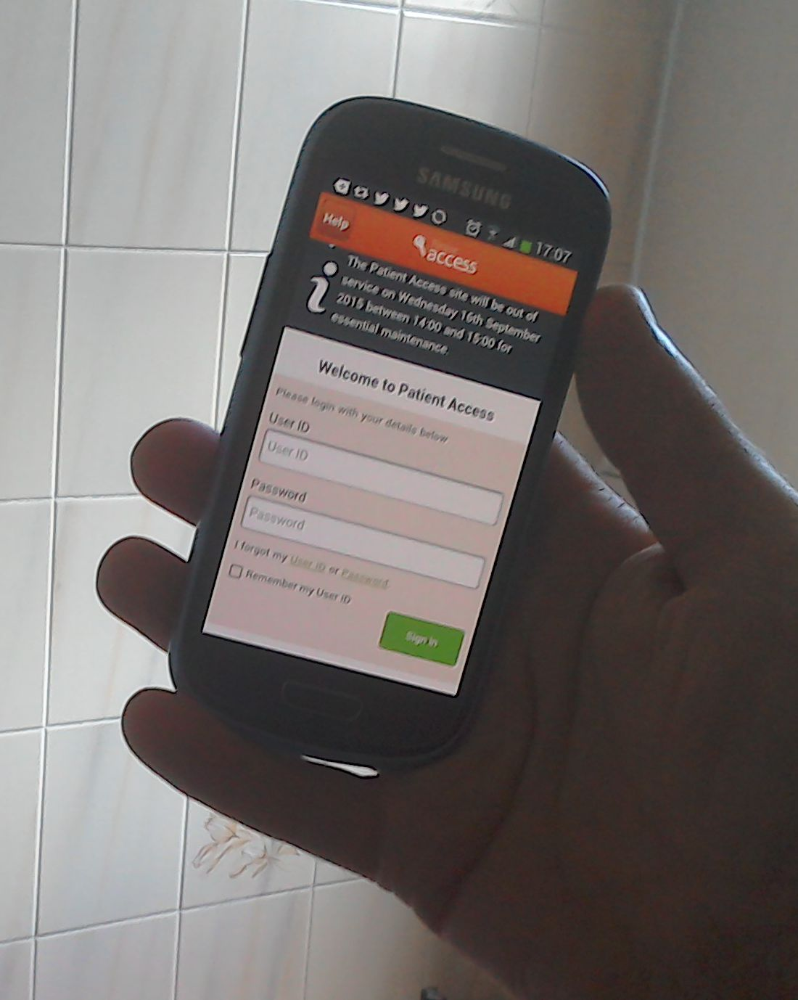 SAMSUNG
17:07
Help
access
The Patient Access site will be out of
service on Wednesday 16th September
2015 between 14:00 and 15:00 for
essential maintenance.
Welcome to Patient Access
Please login with your details below
User ID
User ID
Password
Password
I forgot my User ID or Password.
Remember my User ID
Sign in